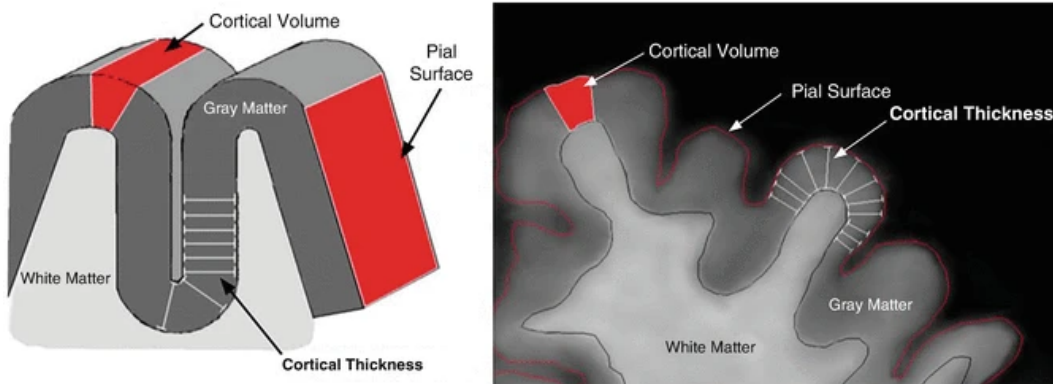 Cortical Volume
Pial
Surface
Gray Matter
White Matter
Cortical Thickness
Cortical Volume
Pial Surface
Cortical Thickness
Gray Matter
White Matter